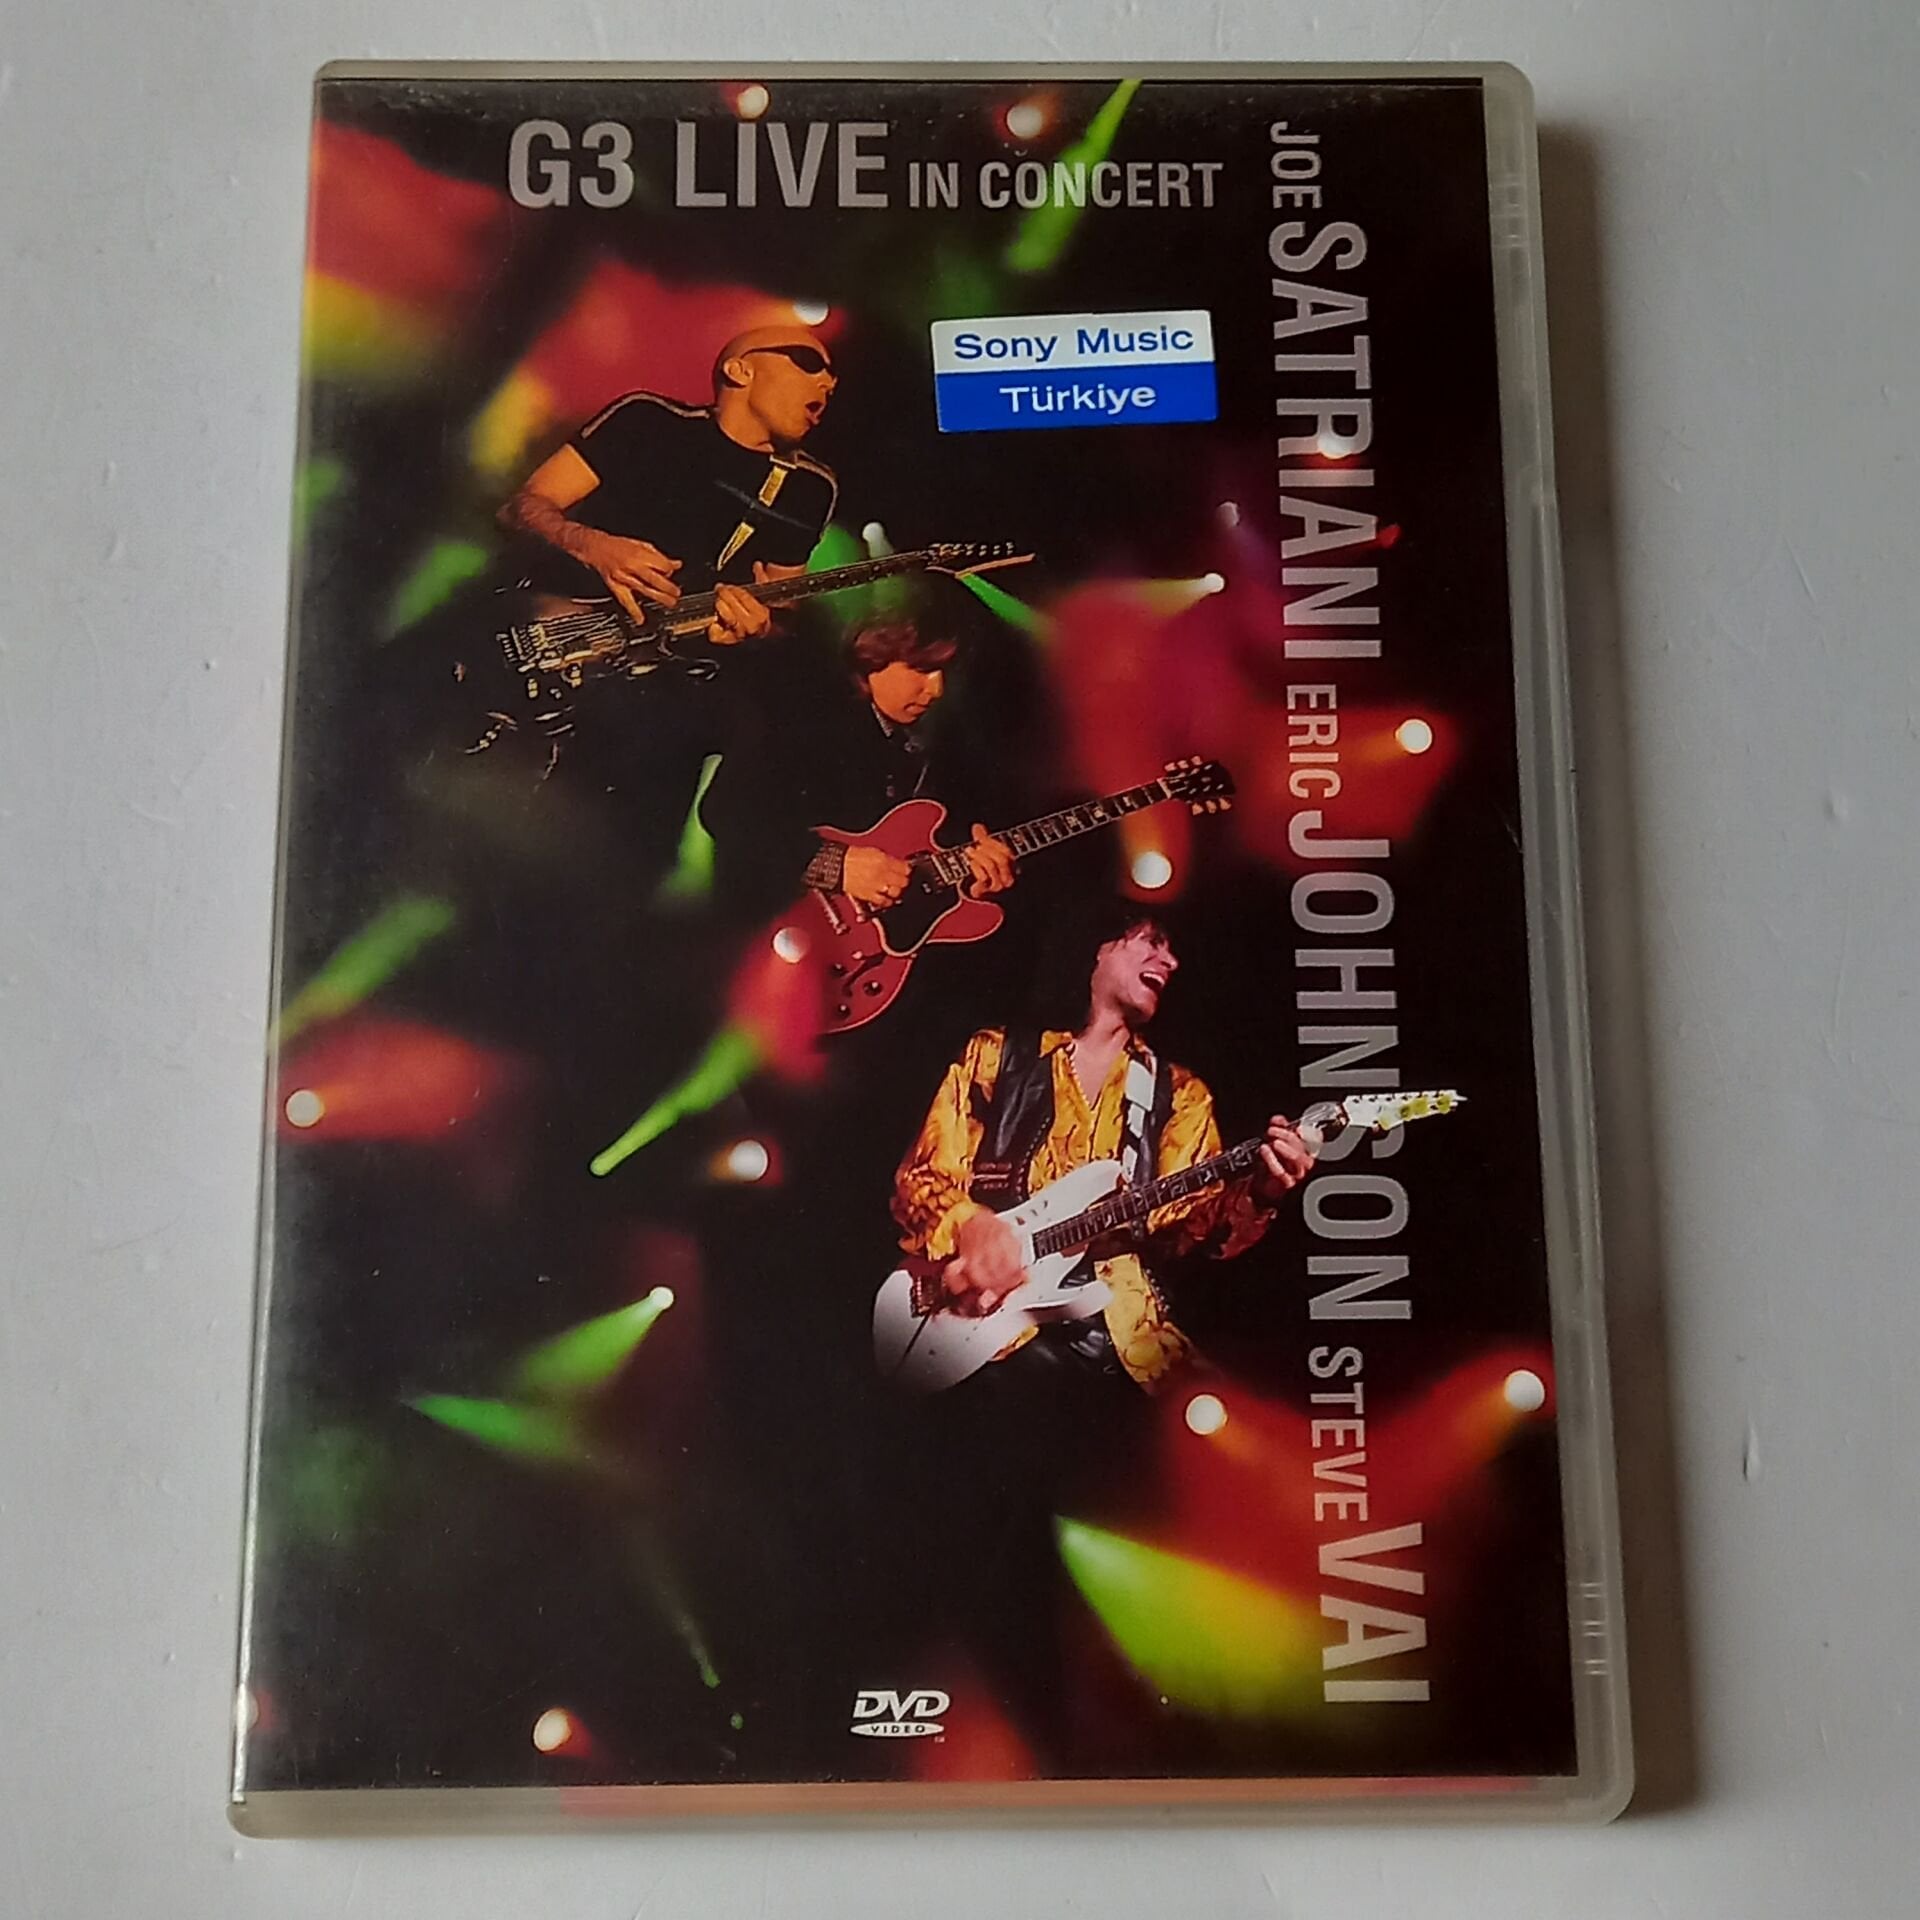 G3 LIVE IN CONCERT
JOE SATRIANI ERIC JOHNSON STEVE VAI
Sony Music
Türkiye
DVD
VIDEO